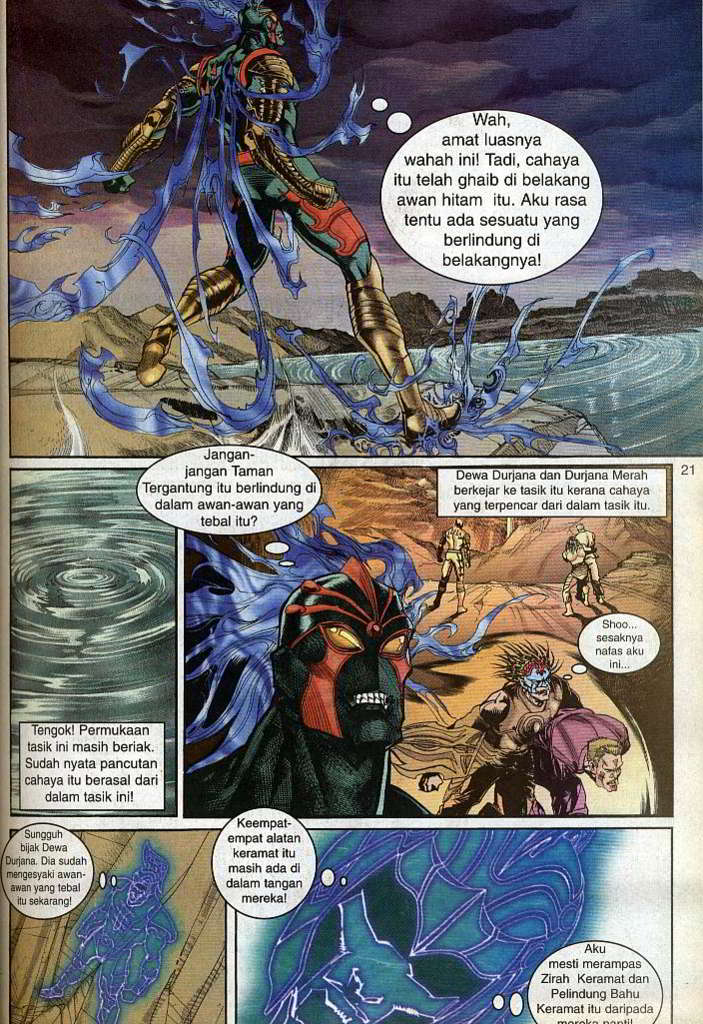 Wah,
amat luasnya
wahah ini! Tadi, cahaya
itu telah ghaib di belakang
awan hitam itu. Aku rasa
tentu ada sesuatu yang
berlindung di
belakangnya!
Jangan-
jangan Taman
Tergantung itu berlindung di
dalam awan-awan yang
tebal itu?
Dewa Durjana dan Durjana Merah
berkejar ke tasik itu kerana cahaya
yang terpencar dari dalam tasik itu.
21
Shoo...
sesaknya
nafas aku
ini...
Tengok! Permukaan
tasik ini masih beriak.
Sudah nyata pancutan
cahaya itu berasal dari
dalam tasik ini!
Sungguh
bijak Dewa
Durjana. Dia sudah
mengesyaki awan-
awan yang tebal
itu sekarang!
Keempat-
empat alatan
keramat itu
masih ada di
dalam tangan
mereka!
Aku
mesti merampas
Zirah Keramat dan
Pelindung Bahu
Keramat itu daripada
mereka nanti!